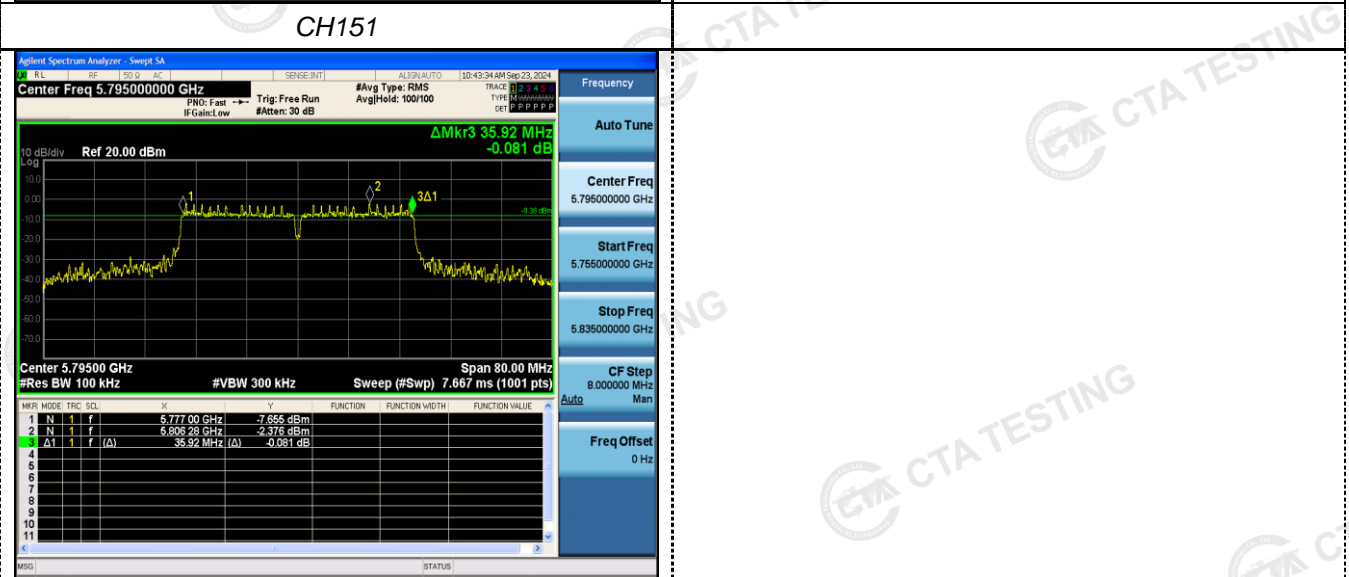 CH151
Agilent Spectrum Analyzer - Swept SA
RL RF 50 Ω AC SENSE:INT ALIGN AUTO 10:43:34 AM Sep 23, 2024
Center Freq 5.795000000 GHz
PNO: Fast
IFGain:Low
Trig: Free Run
#Atten: 30 dB
#Avg Type: RMS
Avg|Hold: 100/100
TRACE 1 2 3 4 5 6
TYPE M
DET P P P P P P
ΔMkr3 35.92 MHz
-0.081 dB
10 dB/div Ref 20.00 dBm
Log
10.0
0.00
-10.0
-20.0
-30.0
-40.0
-50.0
-60.0
-70.0
1
2
3Δ1
-8.38 dBm
Center 5.79500 GHz Span 80.00 MHz
#Res BW 100 kHz #VBW 300 kHz Sweep (#Swp) 7.667 ms (1001 pts)
MKR MODE TRC SCL X Y FUNCTION FUNCTION WIDTH FUNCTION VALUE
1 N 1 f 5.777 00 GHz -7.655 dBm
2 N 1 f 5.806 28 GHz -2.376 dBm
3 Δ1 1 f (Δ) 35.92 MHz (Δ) -0.081 dB
4
5
6
7
8
9
10
11
MSG STATUS
Frequency
Auto Tune
Center Freq
5.795000000 GHz
Start Freq
5.755000000 GHz
Stop Freq
5.835000000 GHz
CF Step
8.000000 MHz
Auto Man
Freq Offset
0 Hz
CTA TESTING
CTA TESTING